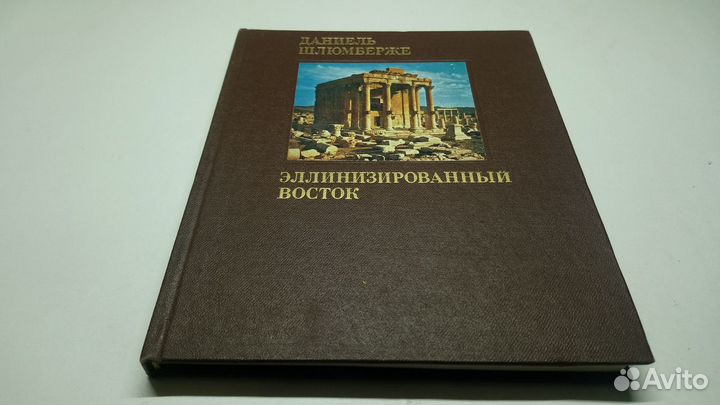 ДАНИЕЛЬ
ШЛЮМБЕРЖЕ
ЭЛЛИНИЗИРОВАННЫЙ
ВОСТОК
Avito